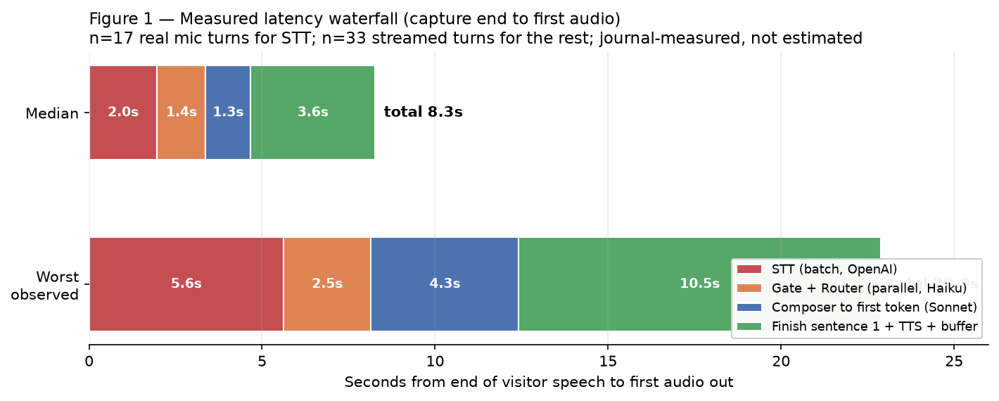 Figure 1 — Measured latency waterfall (capture end to first audio)
n=17 real mic turns for STT; n=33 streamed turns for the rest; journal-measured, not estimated
Median
2.0s 1.4s 1.3s 3.6s total 8.3s
Worst
observed
5.6s 2.5s 4.3s 10.5s total 22.9s
STT (batch, OpenAI)
Gate + Router (parallel, Haiku)
Composer to first token (Sonnet)
Finish sentence 1 + TTS + buffer
0 5 10 15 20 25
Seconds from end of visitor speech to first audio out